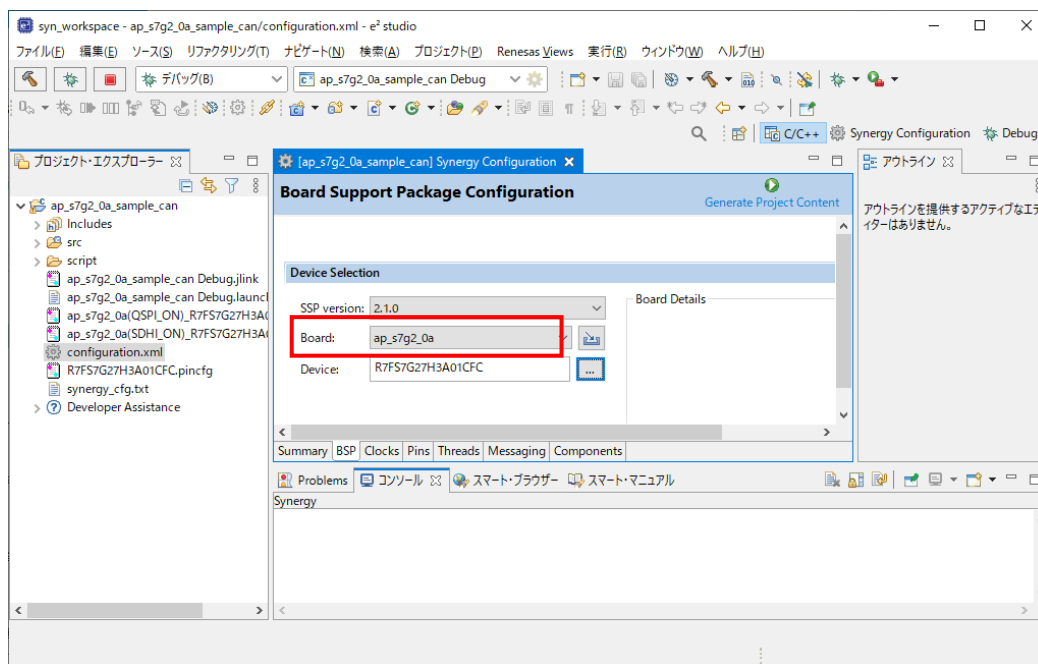 syn_workspace - ap_s7g2_0a_sample_can/configuration.xml - e² studio
ファイル(F) 編集(E) ソース(S) リファクタリング(T) ナビゲート(N) 検索(A) プロジェクト(P) Renesas Views 実行(R) ウィンドウ(W) ヘルプ(H)
デバッグ(B) ap_s7g2_0a_sample_can Debug
C/C++ Synergy Configuration Debug
プロジェクト・エクスプローラー
[ap_s7g2_0a_sample_can] Synergy Configuration
アウトライン
ap_s7g2_0a_sample_can
Includes
src
script
ap_s7g2_0a_sample_can Debug.jlink
ap_s7g2_0a_sample_can Debug.launcl
ap_s7g2_0a(QSPI_ON)_R7FS7G27H3A(
ap_s7g2_0a(SDHI_ON)_R7FS7G27H3A(
configuration.xml
R7FS7G27H3A01CFC.pincfg
synergy_cfg.txt
Developer Assistance
Board Support Package Configuration
Generate Project Content
Device Selection
SSP version: 2.1.0
Board: ap_s7g2_0a
Device: R7FS7G27H3A01CFC
...
Board Details
Summary BSP Clocks Pins Threads Messaging Components
アウトラインを提供するアクティブなエデ
ィターはありません。
Problems コンソール スマート・ブラウザー スマート・マニュアル
Synergy